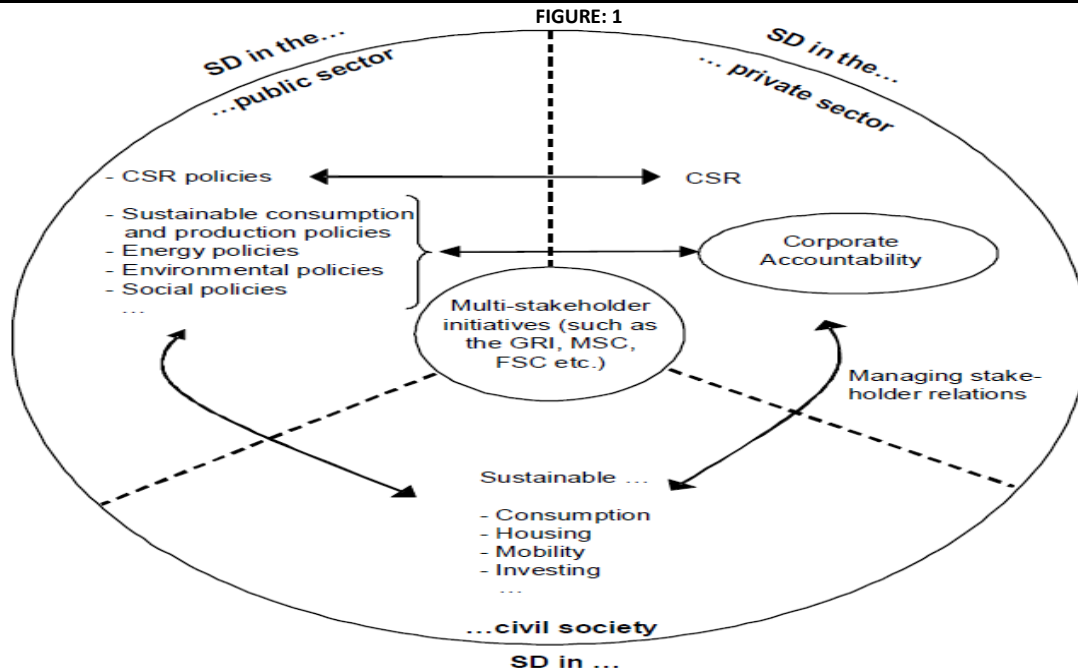 FIGURE: 1
SD in the...
...public sector
SD in the...
... private sector
- CSR policies
CSR
- Sustainable consumption
and production policies
- Energy policies
- Environmental policies
- Social policies
...
Corporate
Accountability
Multi-stakeholder
initiatives (such as
the GRI, MSC,
FSC etc.)
Managing stake-
holder relations
Sustainable ...
- Consumption
- Housing
- Mobility
- Investing
...
...civil society
SD in ...